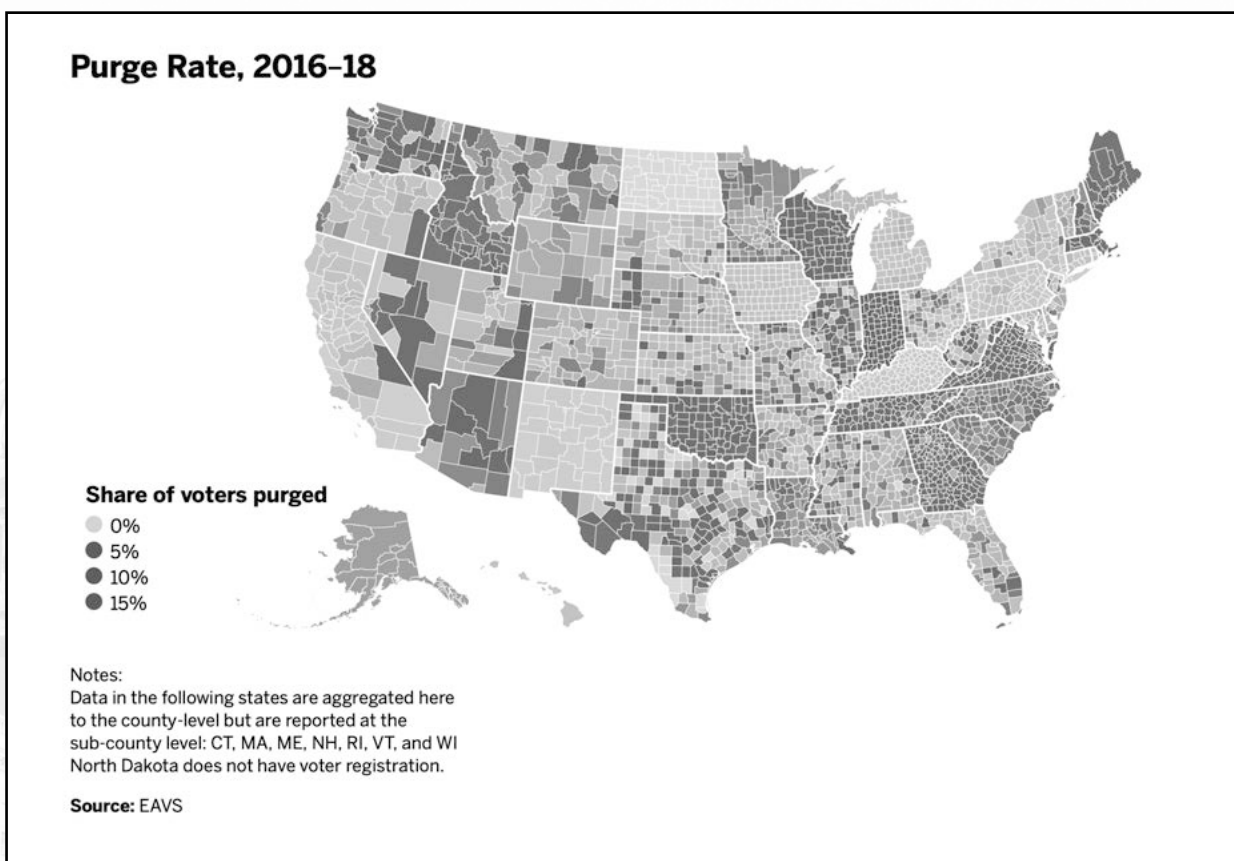 Purge Rate, 2016–18
Share of voters purged
0%
5%
10%
15%
Notes:
Data in the following states are aggregated here
to the county-level but are reported at the
sub-county level: CT, MA, ME, NH, RI, VT, and WI
North Dakota does not have voter registration.
Source: EAVS